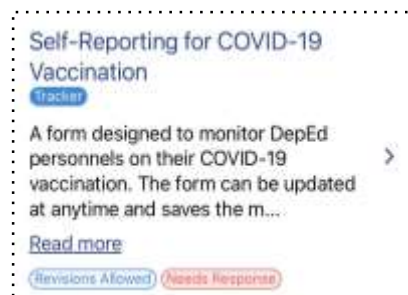 Self-Reporting for COVID-19
Vaccination
Tracker
A form designed to monitor DepEd
personnels on their COVID-19
vaccination. The form can be updated
at anytime and saves the m...
Read more
Revisions Allowed Needs Response